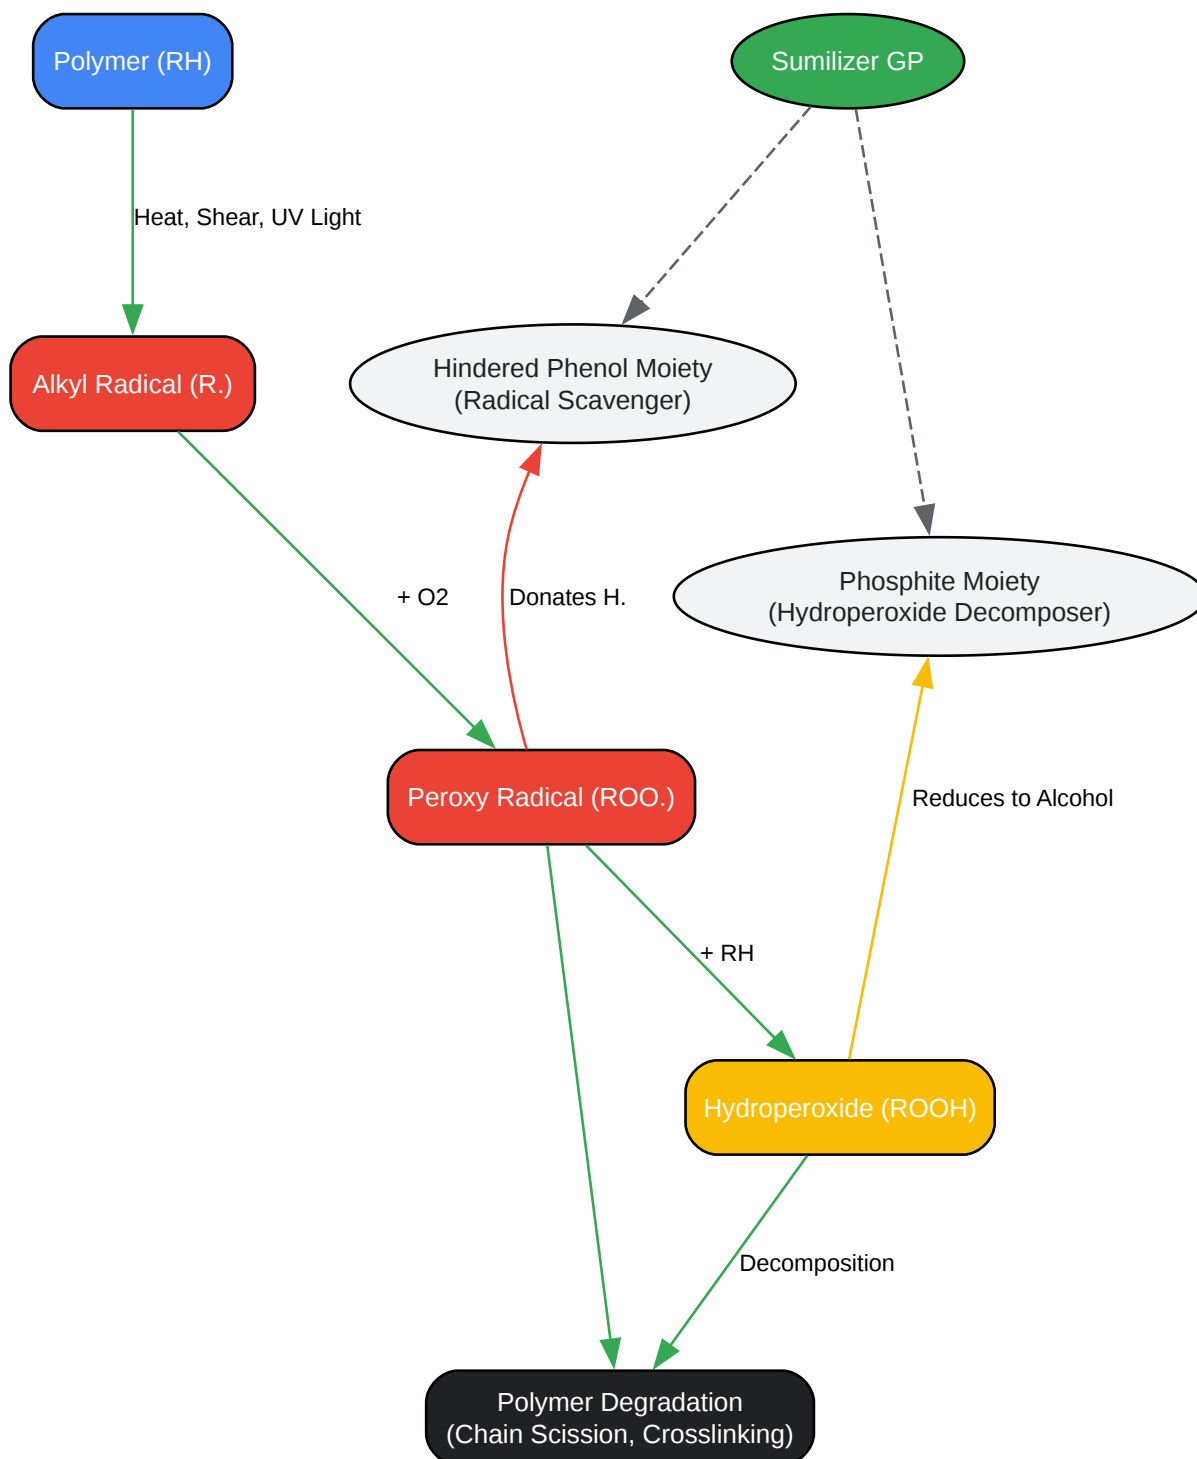 Polymer (RH)
Sumilizer GP
Heat, Shear, UV Light
Alkyl Radical (R.)
Hindered Phenol Moiety
(Radical Scavenger)
+ O2
Donates H.
Phosphite Moiety
(Hydroperoxide Decomposer)
Peroxy Radical (ROO.)
Reduces to Alcohol
+ RH
Hydroperoxide (ROOH)
Decomposition
Polymer Degradation
(Chain Scission, Crosslinking)